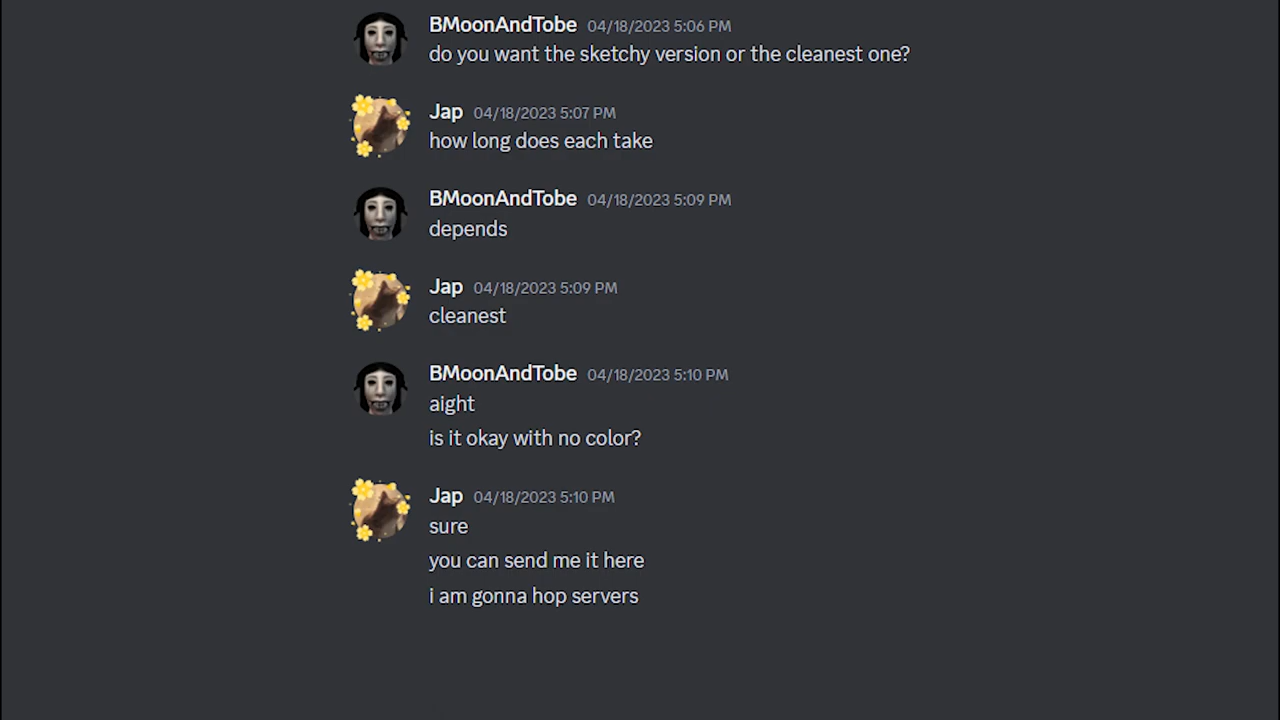 BMoonAndTobe 04/18/2023 5:06 PM
do you want the sketchy version or the cleanest one?
Jap 04/18/2023 5:07 PM
how long does each take
BMoonAndTobe 04/18/2023 5:09 PM
depends
Jap 04/18/2023 5:09 PM
cleanest
BMoonAndTobe 04/18/2023 5:10 PM
aight
is it okay with no color?
Jap 04/18/2023 5:10 PM
sure
you can send me it here
i am gonna hop servers